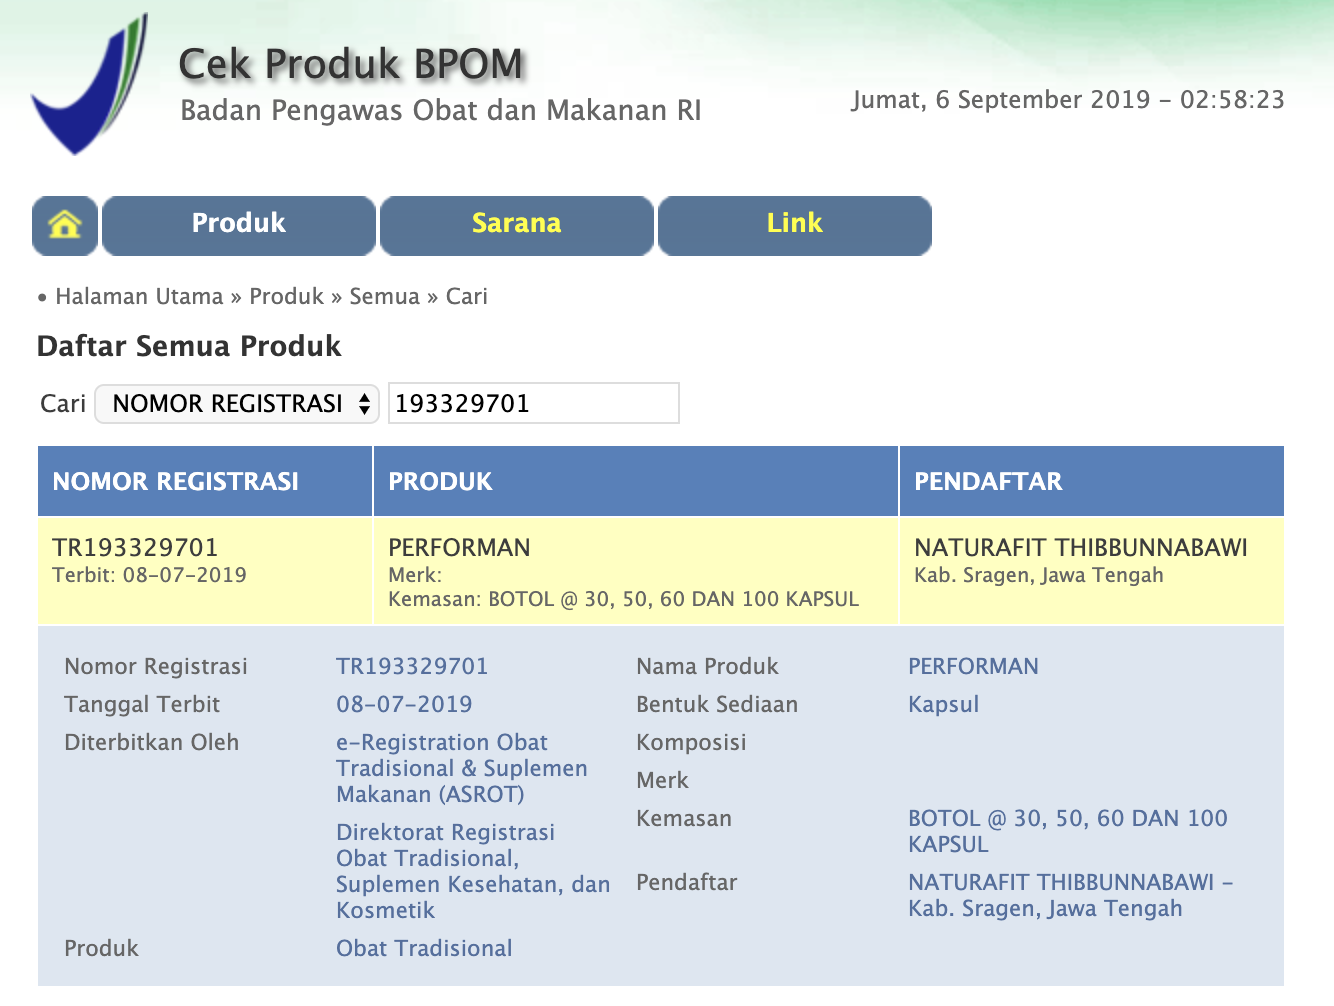 Cek Produk BPOM
Badan Pengawas Obat dan Makanan RI
Jumat, 6 September 2019 - 02:58:23
Produk
Sarana
Link
• Halaman Utama » Produk » Semua » Cari
Daftar Semua Produk
Cari NOMOR REGISTRASI 193329701
NOMOR REGISTRASI PRODUK PENDAFTAR
TR193329701
Terbit: 08-07-2019
PERFORMAN
Merk:
Kemasan: BOTOL @ 30, 50, 60 DAN 100 KAPSUL
NATURAFIT THIBBUNNABAWI
Kab. Sragen, Jawa Tengah
Nomor Registrasi TR193329701
Tanggal Terbit 08-07-2019
Diterbitkan Oleh e-Registration Obat
Tradisional & Suplemen
Makanan (ASROT)
Direktorat Registrasi
Obat Tradisional,
Suplemen Kesehatan, dan
Kosmetik
Produk Obat Tradisional
Nama Produk PERFORMAN
Bentuk Sediaan Kapsul
Komposisi
Merk
Kemasan BOTOL @ 30, 50, 60 DAN 100
KAPSUL
Pendaftar NATURAFIT THIBBUNNABAWI -
Kab. Sragen, Jawa Tengah